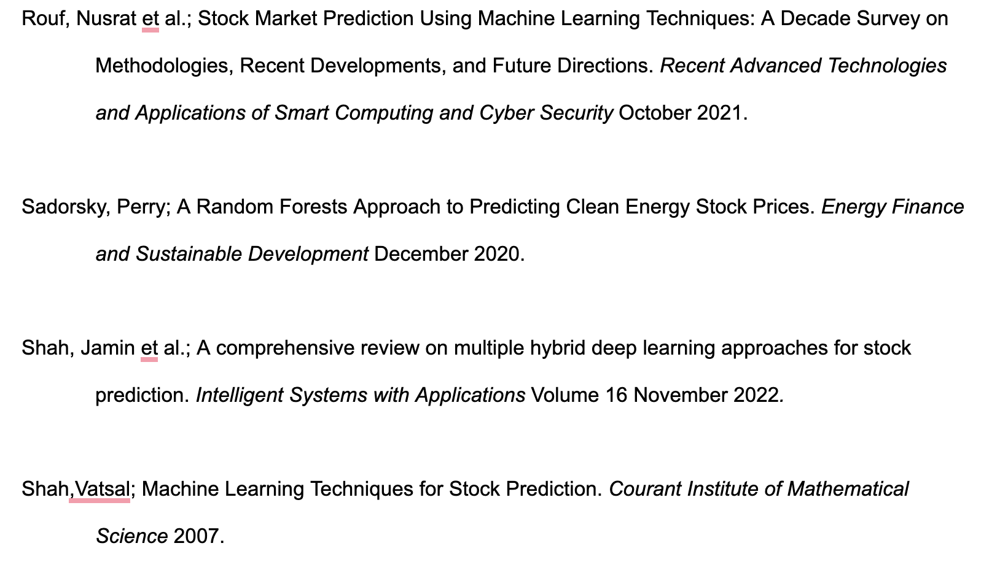 Rouf, Nusrat et al.; Stock Market Prediction Using Machine Learning Techniques: A Decade Survey on
Methodologies, Recent Developments, and Future Directions. Recent Advanced Technologies
and Applications of Smart Computing and Cyber Security October 2021.
Sadorsky, Perry; A Random Forests Approach to Predicting Clean Energy Stock Prices. Energy Finance
and Sustainable Development December 2020.
Shah, Jamin et al.; A comprehensive review on multiple hybrid deep learning approaches for stock
prediction. Intelligent Systems with Applications Volume 16 November 2022.
Shah,Vatsal; Machine Learning Techniques for Stock Prediction. Courant Institute of Mathematical
Science 2007.